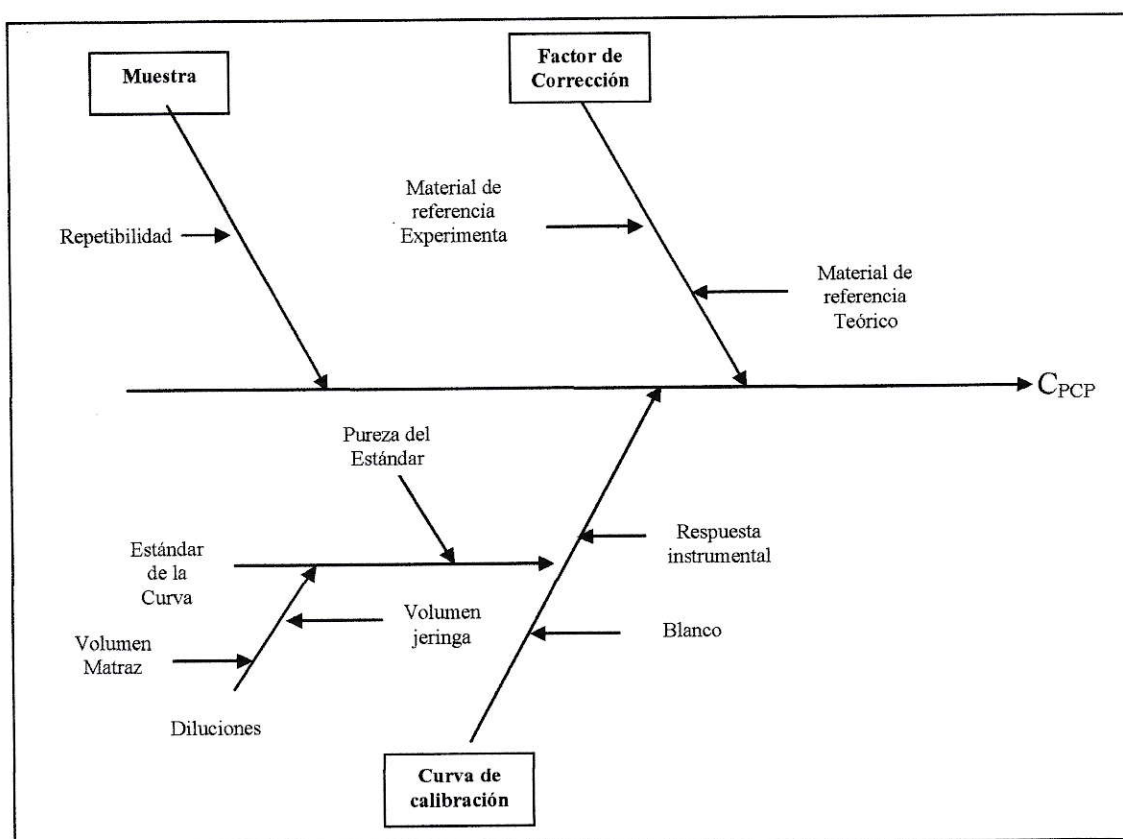 Muestra
Factor de
Corrección
Material de
referencia
Experimenta
Repetibilidad
Material de
referencia
Teórico
C_PCP
Pureza del
Estándar
Respuesta
instrumental
Estándar
de la
Curva
Volumen
jeringa
Blanco
Volumen
Matraz
Diluciones
Curva de
calibración